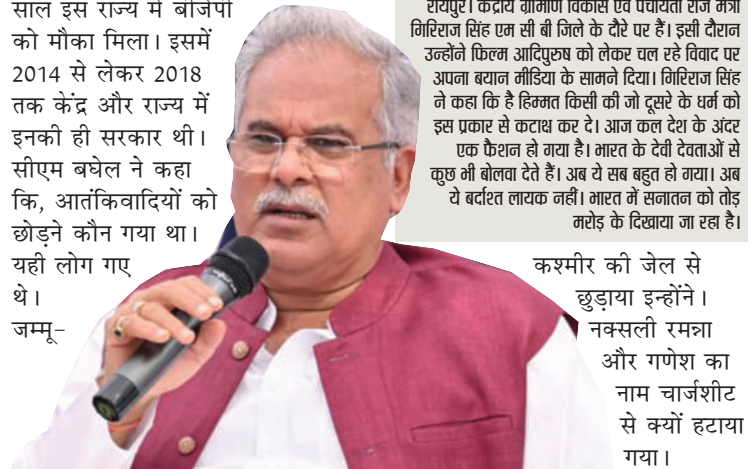 साल इस राज्य में बीजेपी
को मौका मिला। इसमें
2014 से लेकर 2018
तक केंद्र और राज्य में
इनकी ही सरकार थी।
सीएम बघेल ने कहा
कि, आतंकिवादियों को
छोड़ने कौन गया था।
यही लोग गए
थे।
जम्मू-
कश्मीर की जेल से
छुड़ाया इन्होंने।
नक्सली रमन्ना
और गणेश का
नाम चार्जशीट
से क्यों हटाया
गया।
रायपुर। केंद्रीय ग्रामीण विकास एवं पंचायती राज मंत्री
गिरिराज सिंह एम सी बी जिले के दौरे पर हैं। इसी दौरान
उन्होंने फिल्म आदिपुरुष को लेकर चल रहे विवाद पर
अपना बयान मीडिया के सामने दिया। गिरिराज सिंह
ने कहा कि है हिम्मत किसी की जो दूसरे के धर्म को
इस प्रकार से कटाक्ष कर दे। आज कल देश के अंदर
एक फैशन हो गया है। भारत के देवी देवताओं से
कुछ भी बोलवा देते हैं। अब ये सब बहुत हो गया। अब
ये बर्दाश्त लायक नहीं। भारत में सनातन को तोड़
मरोड़ के दिखाया जा रहा है।